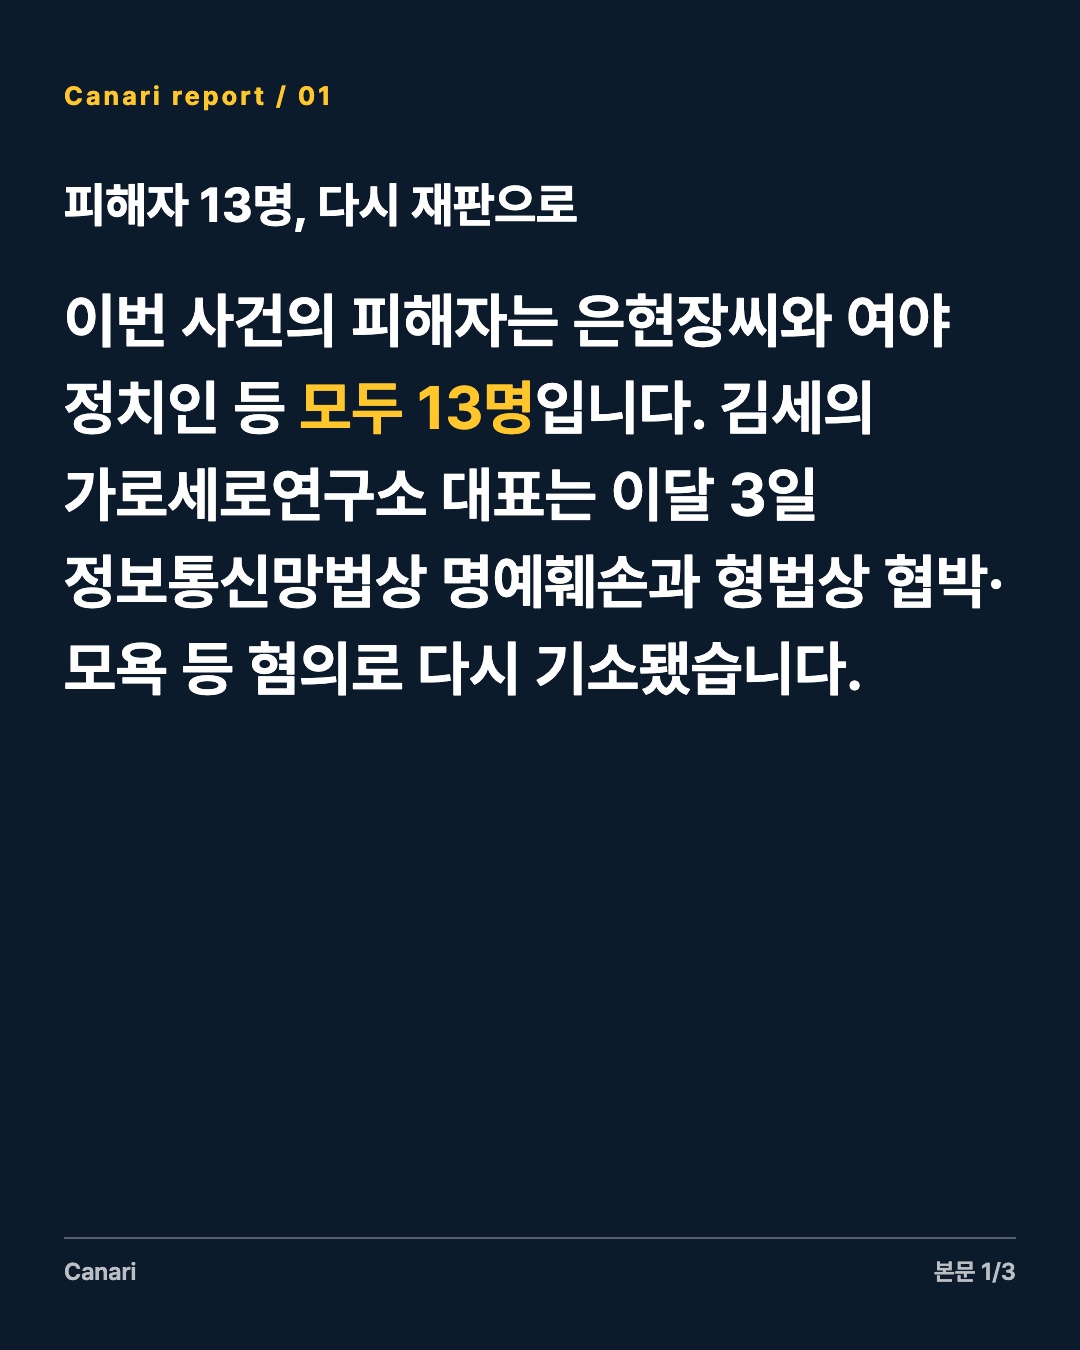 Canari report / 01
피해자 13명, 다시 재판으로
이번 사건의 피해자는 은현장씨와 여야
정치인 등 모두 13명입니다. 김세의
가로세로연구소 대표는 이달 3일
정보통신망법상 명예훼손과 형법상 협박·
모욕 등 혐의로 다시 기소됐습니다.
Canari
본문 1/3